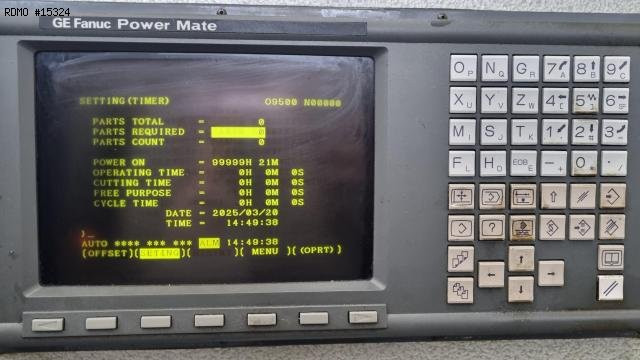 RDMO #15324
GE Fanuc Power Mate
SETTING(TIMER) O9500 N00000
PARTS TOTAL = 0
PARTS REQUIRED = 0
PARTS COUNT = 0
POWER ON = 99999H 21M
OPERATING TIME = 0H 0M 0S
CUTTING TIME = 0H 0M 0S
FREE PURPOSE = 0H 0M 0S
CYCLE TIME = 0H 0M 0S
DATE = 2025/03/20
TIME = 14:49:38
)_
AUTO **** *** *** ALM 14:49:38
[OFFSET][SETING][ ][ MENU ][(OPRT)]
O P N Q G R 7 A 8 B 9 C
X U Y V Z W 4 5 6 SP
M I S J T K 1 2 # 3
F L H D EOB E - 0 .
?